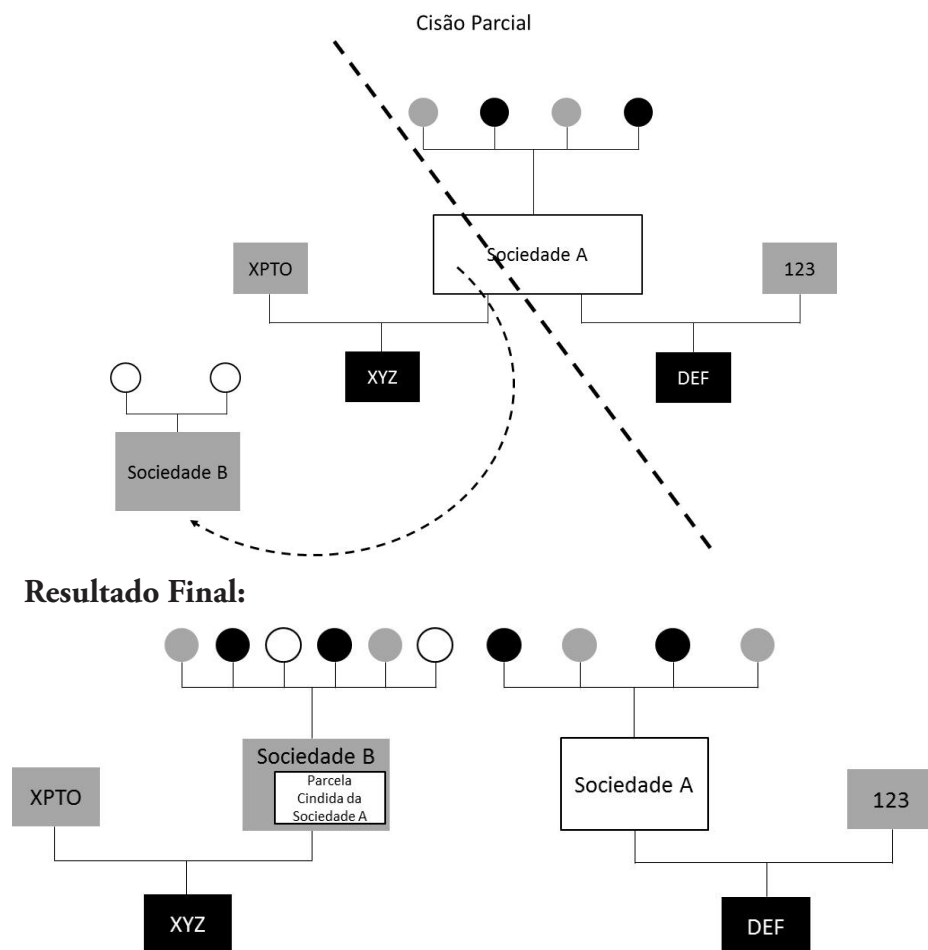 Cisão Parcial
Sociedade A
XPTO
123
XYZ
DEF
Sociedade B
Resultado Final:
Sociedade B
Parcela
Cindida da
Sociedade A
Sociedade A
XPTO
123
XYZ
DEF